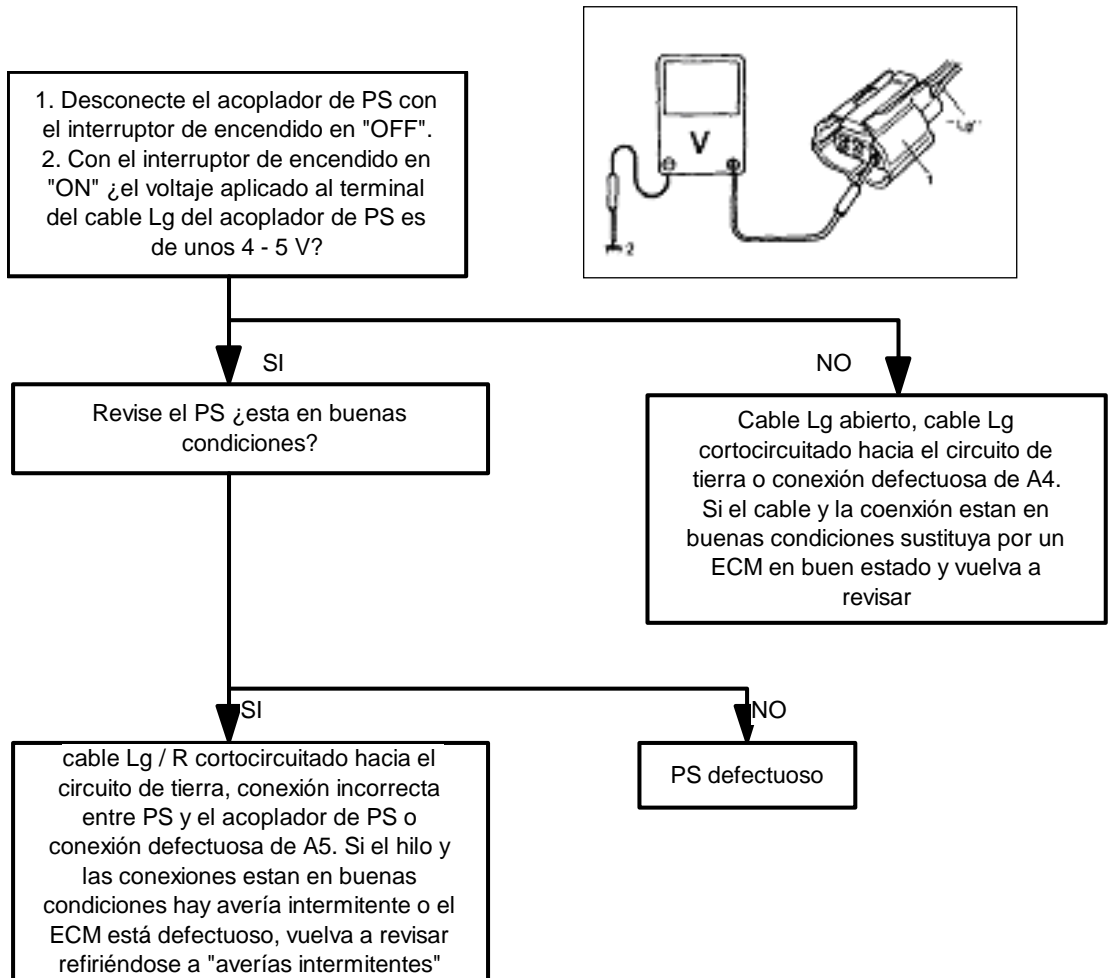 1. Desconecte el acoplador de PS con
el interruptor de encendido en "OFF".
2. Con el interruptor de encendido en
"ON" ¿el voltaje aplicado al terminal
del cable Lg del acoplador de PS es
de unos 4 - 5 V?
V
"Lg"
1
2
SI
NO
Revise el PS ¿esta en buenas
condiciones?
Cable Lg abierto, cable Lg
cortocircuitado hacia el circuito de
tierra o conexión defectuosa de A4.
Si el cable y la coenxión estan en
buenas condiciones sustituya por un
ECM en buen estado y vuelva a
revisar
SI
NO
cable Lg / R cortocircuitado hacia el
circuito de tierra, conexión incorrecta
entre PS y el acoplador de PS o
conexión defectuosa de A5. Si el hilo y
las conexiones estan en buenas
condiciones hay avería intermitente o el
ECM está defectuoso, vuelva a revisar
refiriéndose a "averías intermitentes"
PS defectuoso